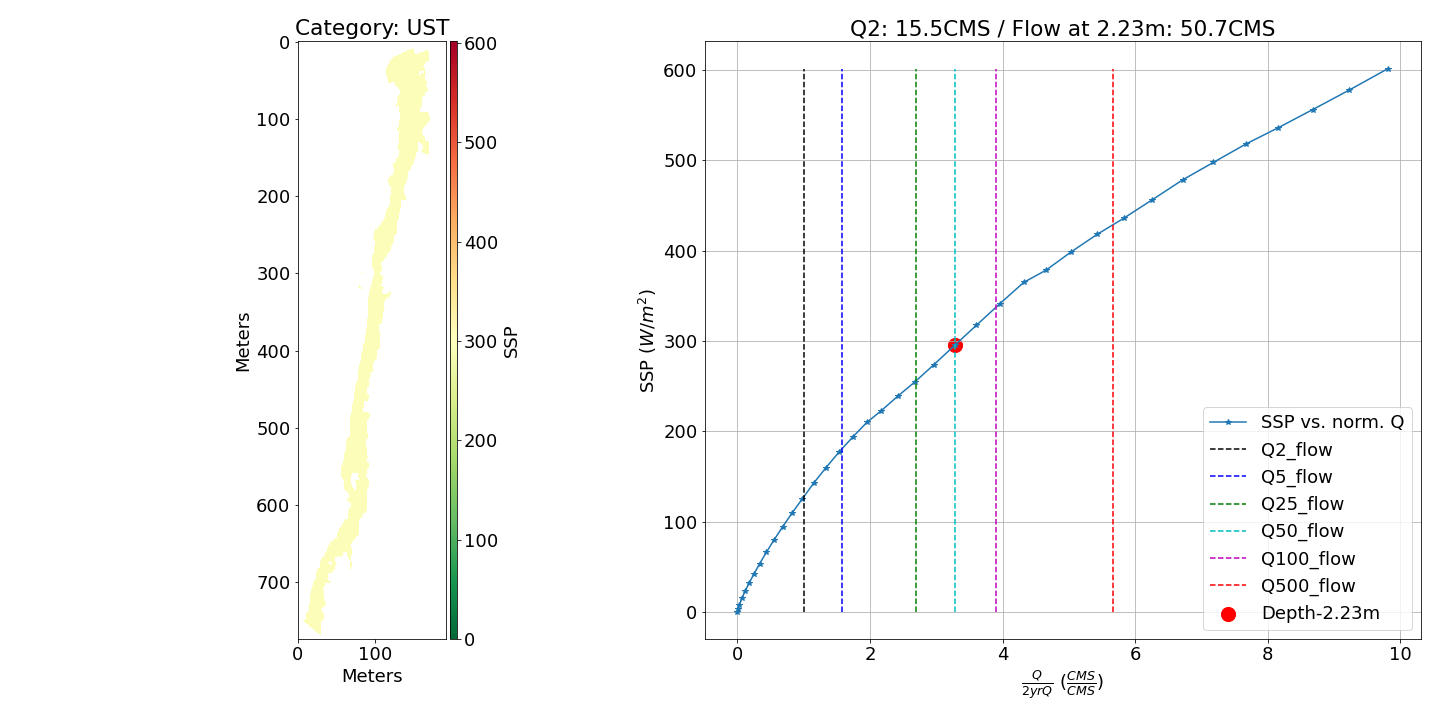 Category: UST
0
100
200
300
400
500
600
700
Meters
0
100
Meters
600
500
400
300
200
100
0
SSP
Q2: 15.5CMS / Flow at 2.23m: 50.7CMS
600
500
400
300
200
100
0
SSP (W/m²)
0
2
4
6
8
10
Q/2yrQ (CMS/CMS)
SSP vs. norm. Q
Q2_flow
Q5_flow
Q25_flow
Q50_flow
Q100_flow
Q500_flow
Depth-2.23m